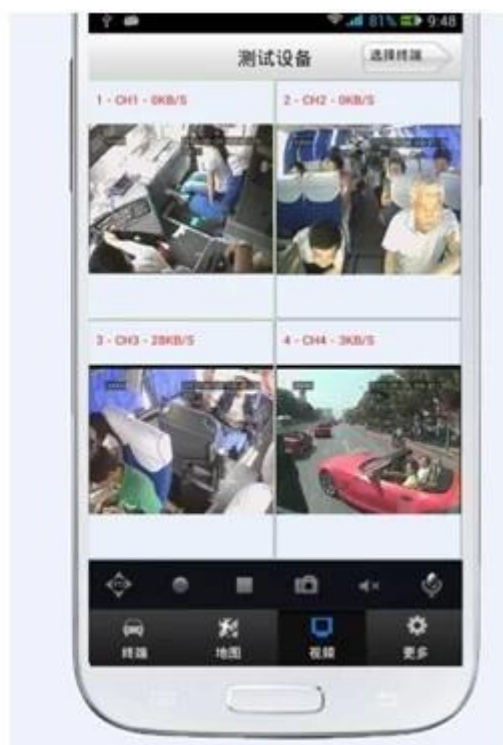 81% 9:48
测试设备 选择终端
1 - CH1 - 0KB/S
2 - CH2 - 0KB/S
3 - CH3 - 28KB/S
4 - CH4 - 3KB/S
终端 地图 视频 更多